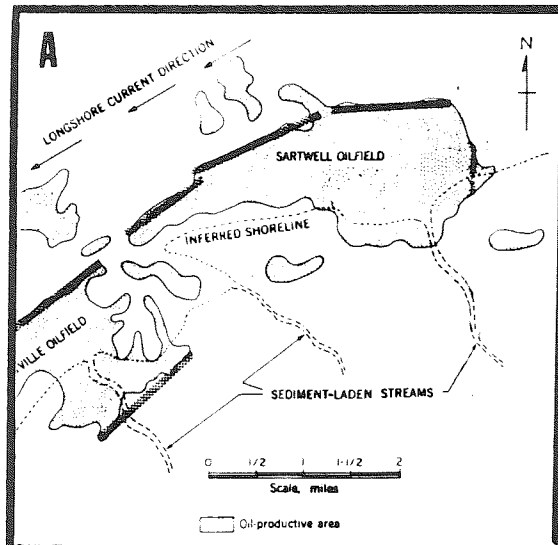 A
LONGSHORE CURRENT DIRECTION
N
SARTWELL OILFIELD
INFERRED SHORELINE
VILLE OILFIELD
SEDIMENT-LADEN STREAMS
0 1/2 1 1-1/2 2
Scale, miles
Oil-productive area